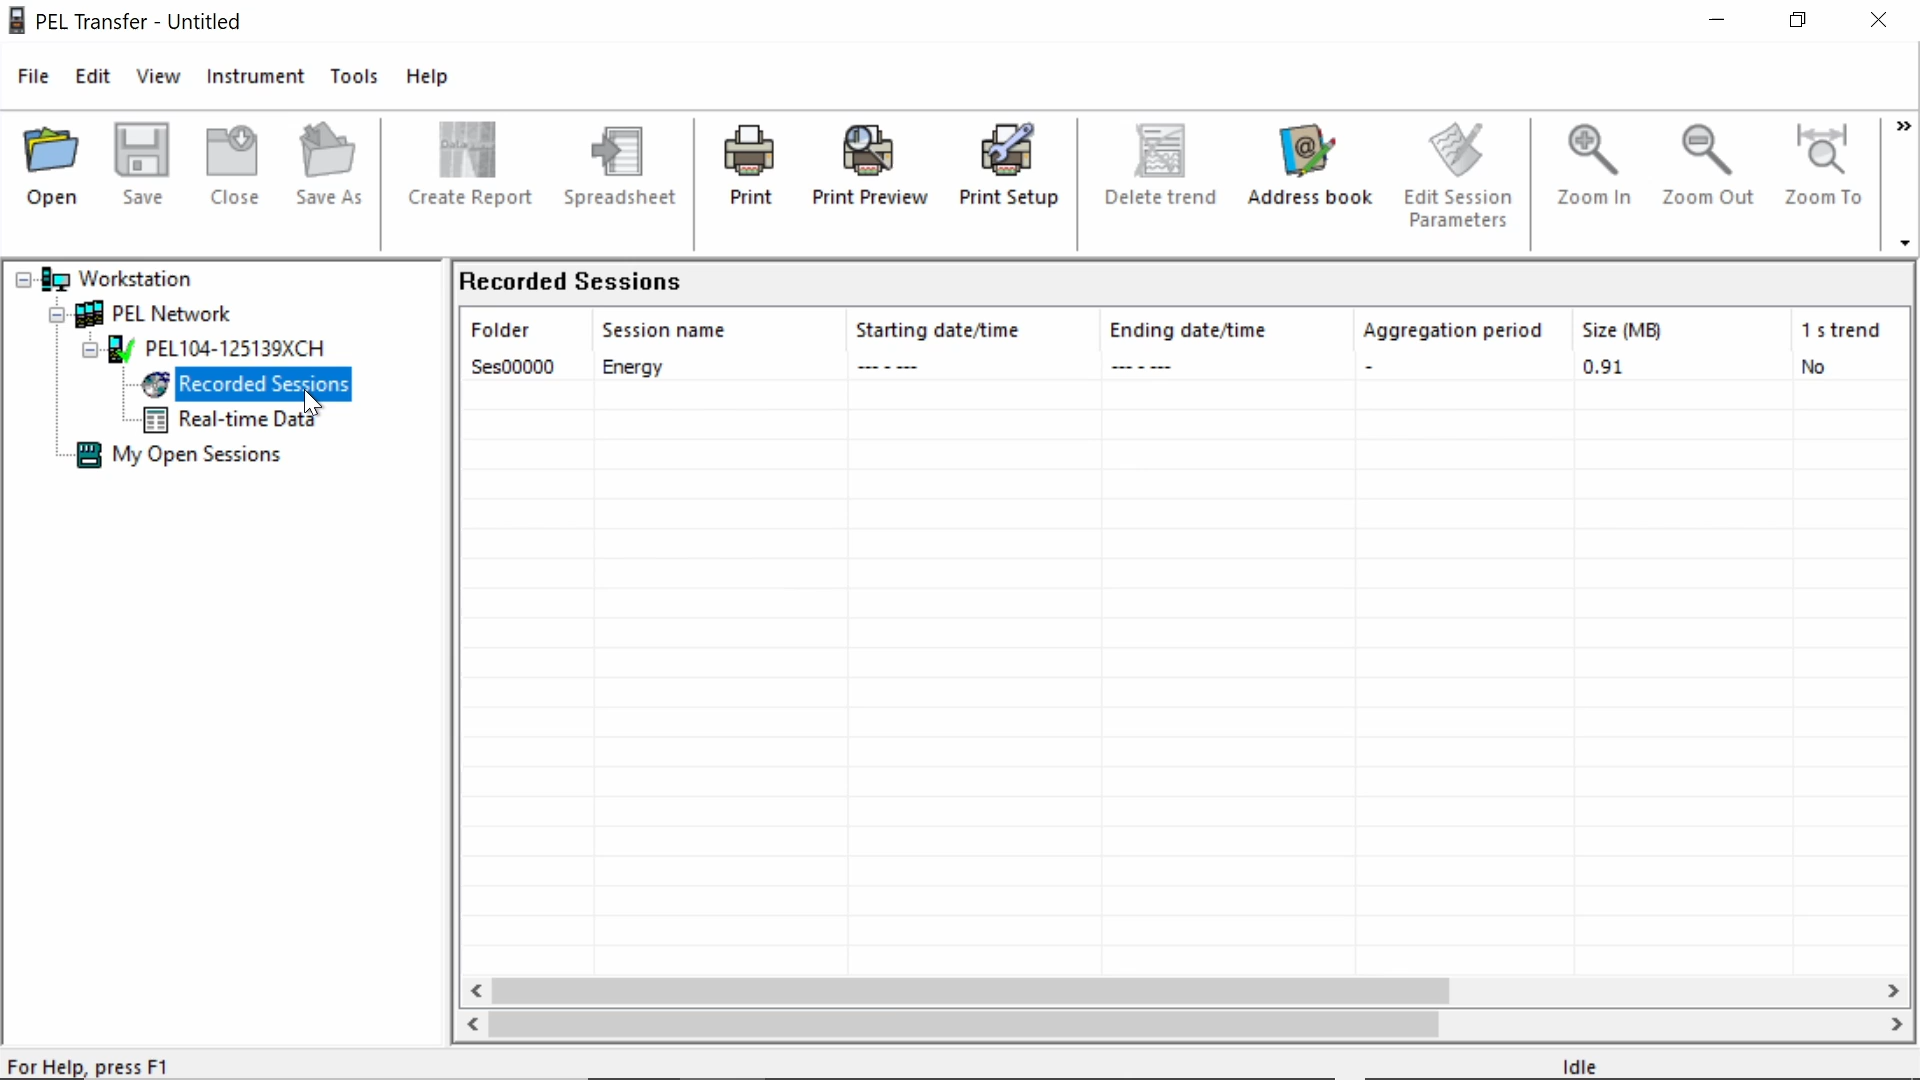 PEL Transfer - Untitled
File Edit View Instrument Tools Help
Open Save Close Save As Create Report Spreadsheet Print Print Preview Print Setup Delete trend Address book Edit Session Parameters Zoom In Zoom Out Zoom To
Workstation
PEL Network
PEL104-125139XCH
Recorded Sessions
Real-time Data
My Open Sessions
Recorded Sessions
Folder Session name Starting date/time Ending date/time Aggregation period Size (MB) 1 s trend
Ses00000 Energy --- - --- --- - --- - 0.91 No
For Help, press F1 Idle